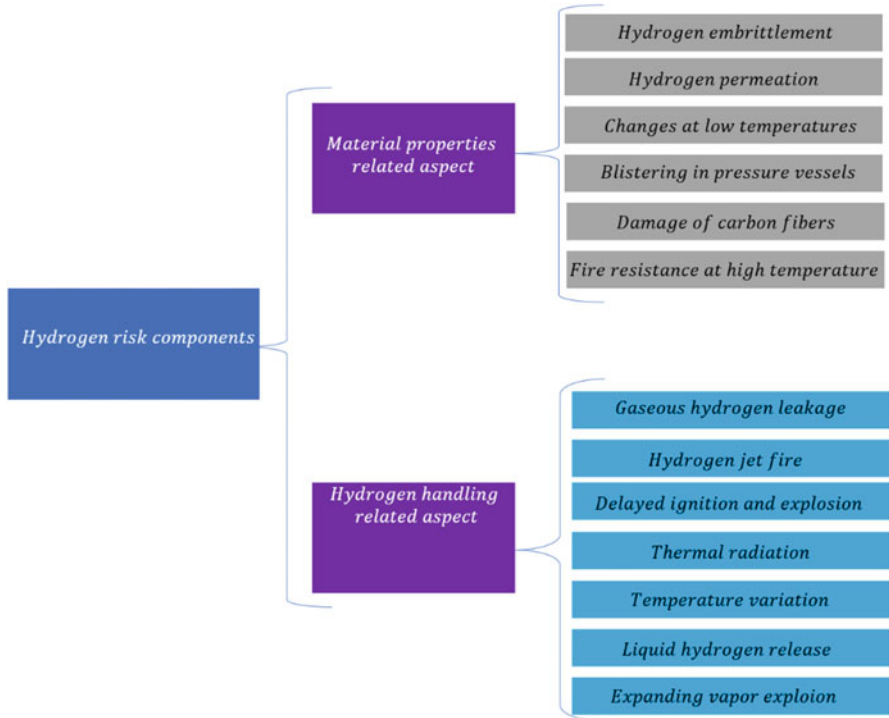 Hydrogen risk components
Material properties
related aspect
Hydrogen embrittlement
Hydrogen permeation
Changes at low temperatures
Blistering in pressure vessels
Damage of carbon fibers
Fire resistance at high temperature
Hydrogen handling
related aspect
Gaseous hydrogen leakage
Hydrogen jet fire
Delayed ignition and explosion
Thermal radiation
Temperature variation
Liquid hydrogen release
Expanding vapor exploion